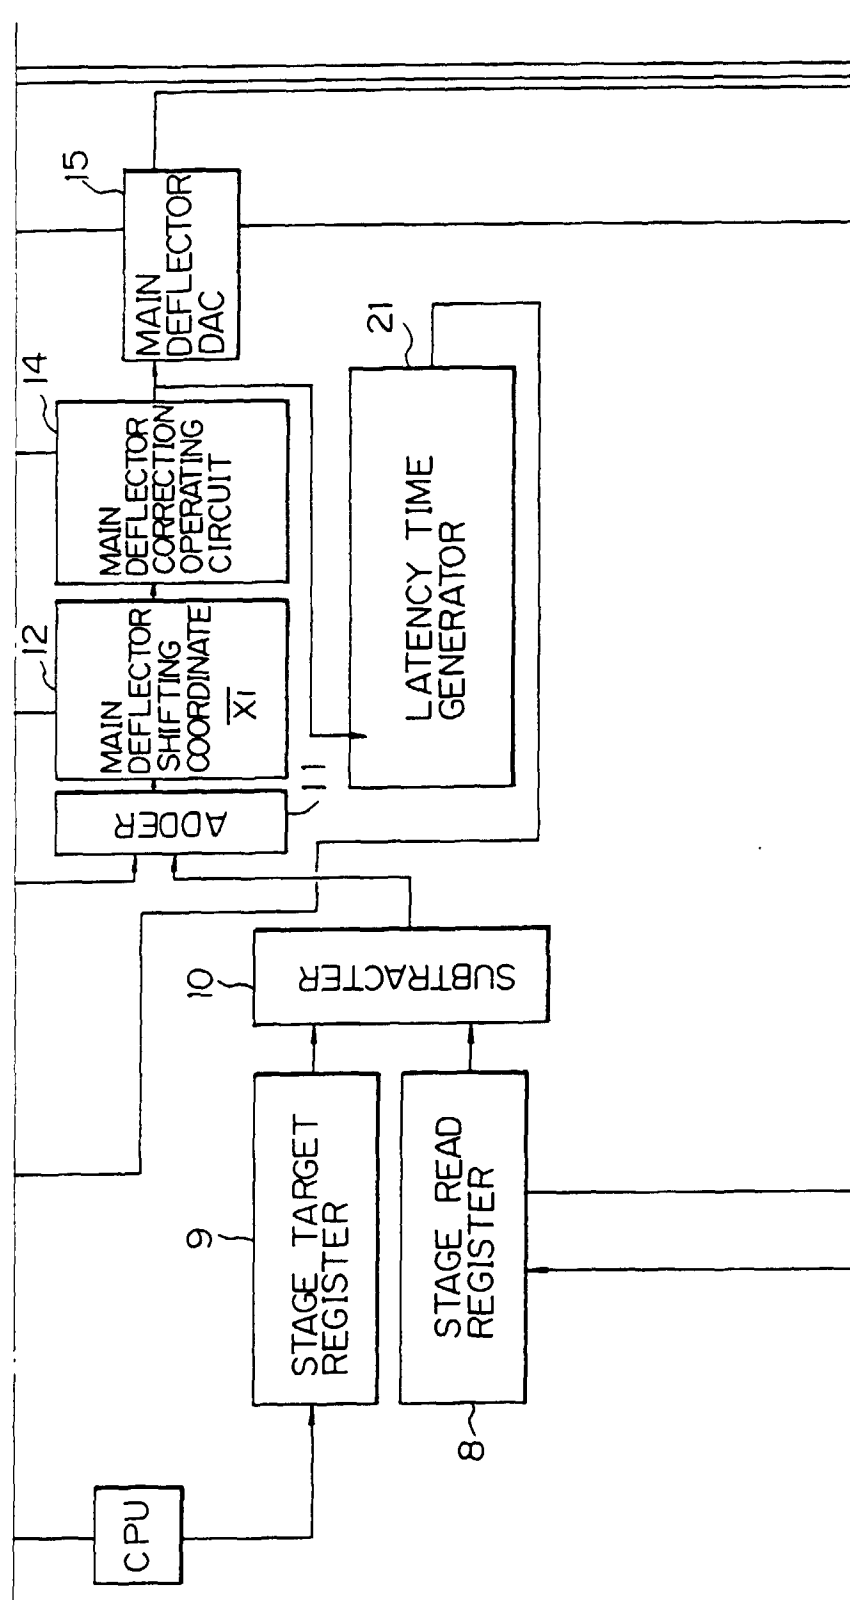 CPU
9
STAGE TARGET
REGISTER
8
STAGE READ
REGISTER
10
SUBTRACTER
11
ADDER
12
MAIN
DEFLECTOR
SHIFTING
COORDINATE
X1
14
MAIN
DEFLECTOR
CORRECTION
OPERATING
CIRCUIT
15
MAIN
DEFLECTOR
DAC
21
LATENCY TIME
GENERATOR